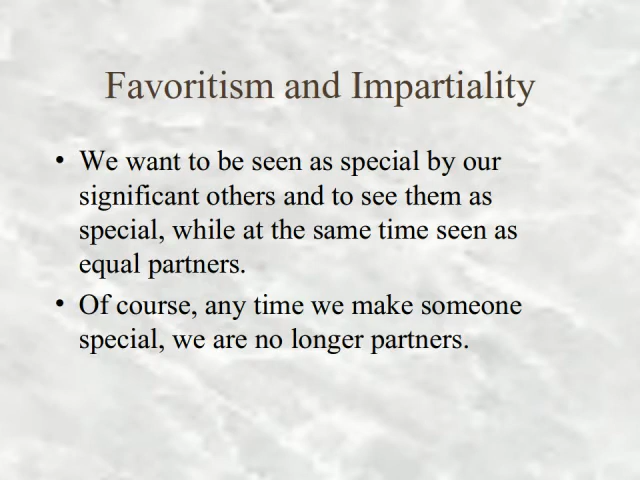 Favoritism and Impartiality
• We want to be seen as special by our
significant others and to see them as
special, while at the same time seen as
equal partners.
• Of course, any time we make someone
special, we are no longer partners.